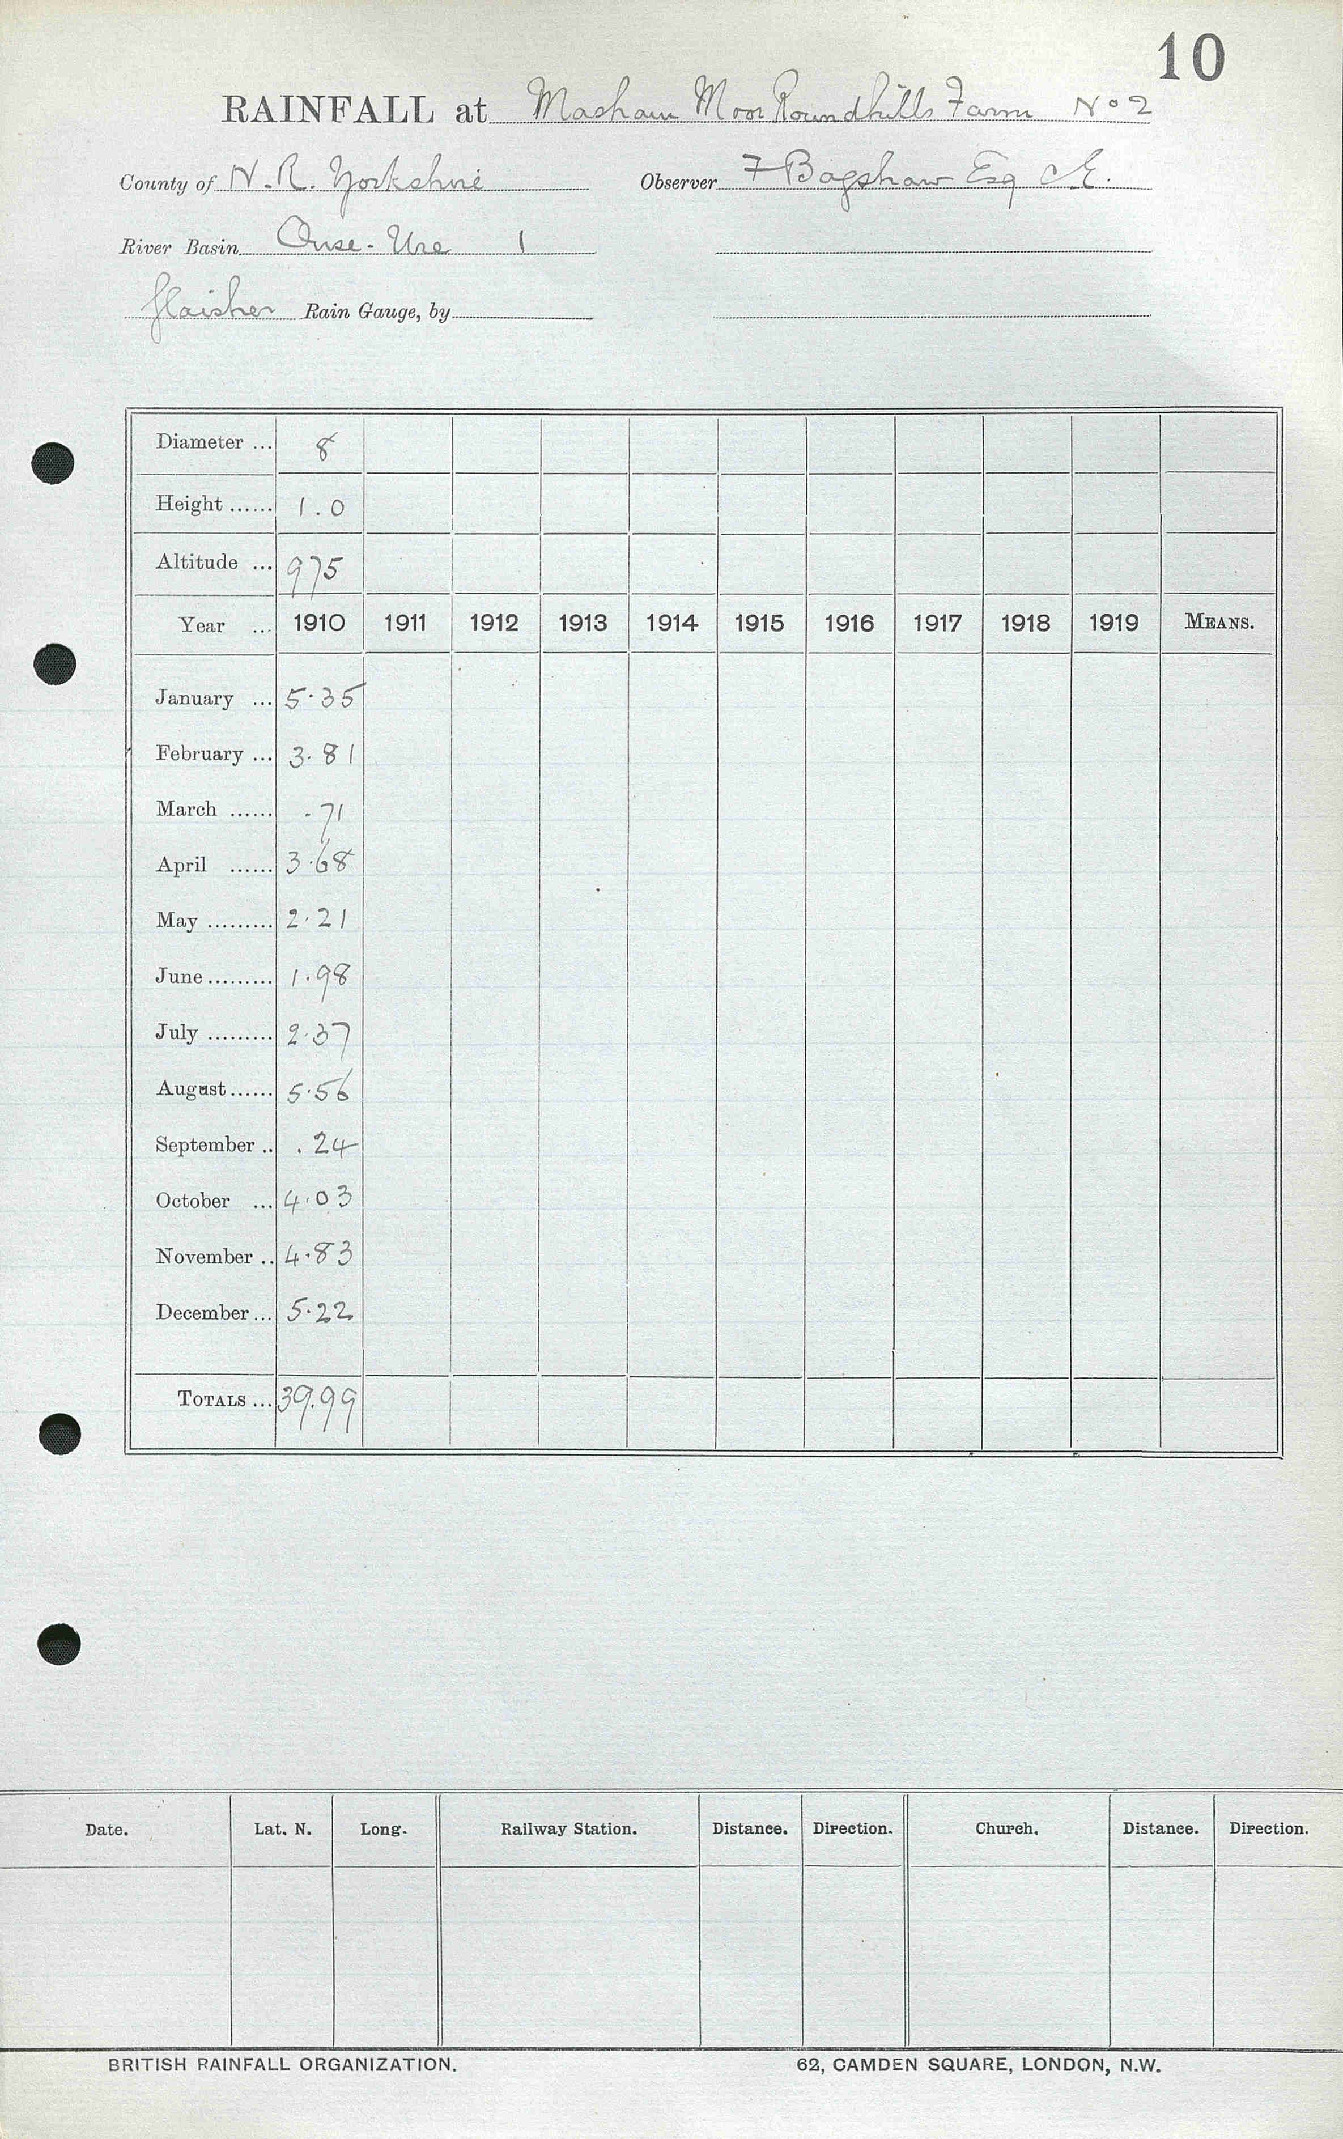 10
RAINFALL at Masham Moor Roundhills Farm No 2
County of N.R. Yorkshire Observer F Bagshaw Esq C.E.
River Basin Ouse-Ure 1
Glaisher Rain Gauge, by
Diameter ... 8
Height ...... 1.0
Altitude ... 975
Year ... 1910 1911 1912 1913 1914 1915 1916 1917 1918 1919 MEANS.
January ... 5.35
February ... 3.81
March ...... .71
April ...... 3.68
May ......... 2.21
June ......... 1.98
July ......... 2.37
August ...... 5.56
September .. .24
October ... 4.03
November .. 4.83
December ... 5.22
TOTALS ... 39.99
Date. Lat. N. Long. Railway Station. Distance. Direction. Church. Distance. Direction.
BRITISH RAINFALL ORGANIZATION. 62, CAMDEN SQUARE, LONDON, N.W.